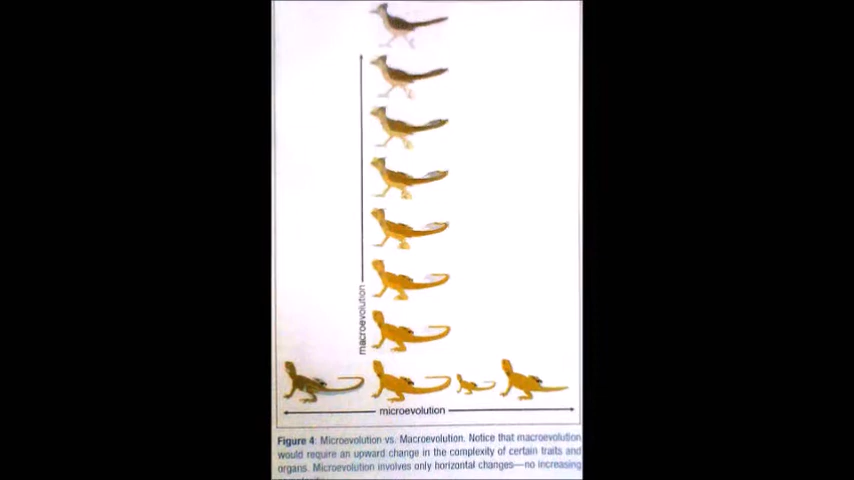 macroevolution
microevolution
Figure 4: Microevolution vs. Macroevolution. Notice that macroevolution
would require an upward change in the complexity of certain traits and
organs. Microevolution involves only horizontal changes—no increasing